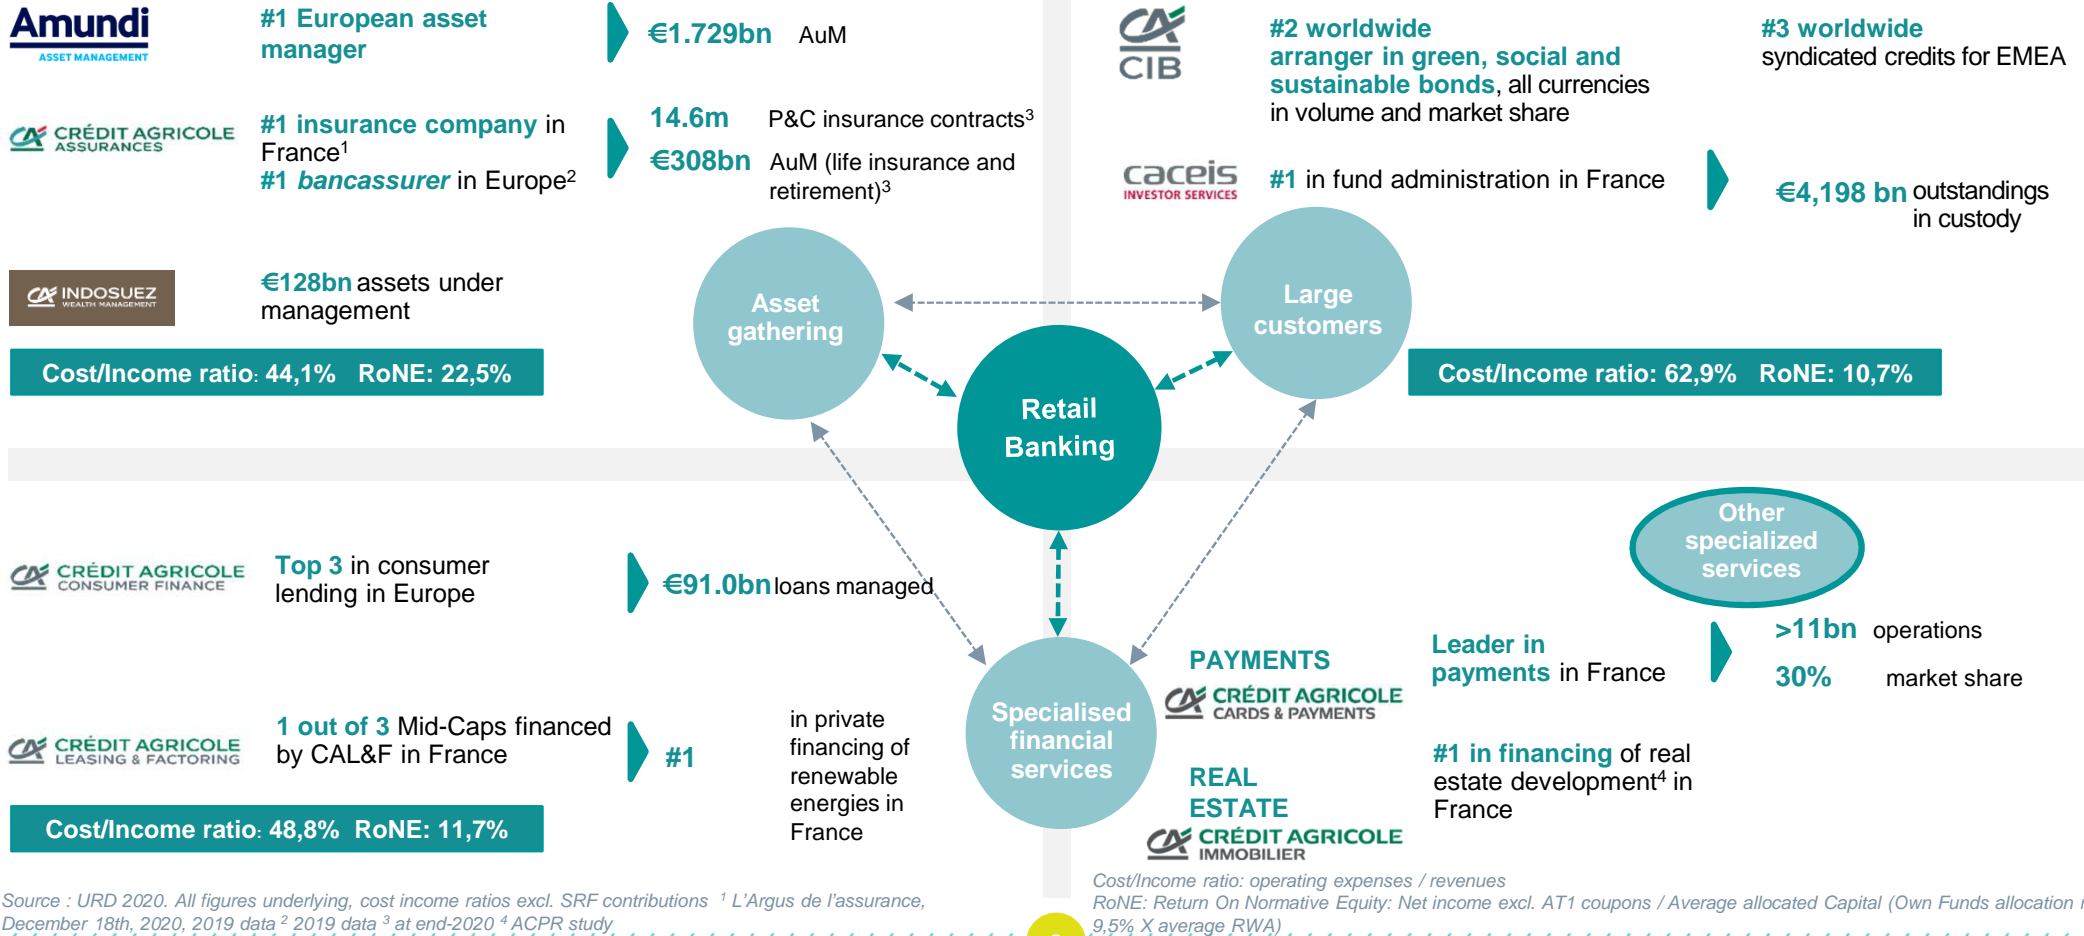 Amundi
ASSET MANAGEMENT
#1 European asset
manager
€1.729bn AuM
CRÉDIT AGRICOLE
ASSURANCES
#1 insurance company in
France1
#1 bancassurer in Europe2
14.6m P&C insurance contracts3
€308bn AuM (life insurance and
retirement)3
INDOSUEZ
WEALTH MANAGEMENT
€128bn assets under
management
Cost/Income ratio: 44,1% RoNE: 22,5%
CIB
#2 worldwide
arranger in green, social and
sustainable bonds, all currencies
in volume and market share
#3 worldwide
syndicated credits for EMEA
caceis
INVESTOR SERVICES
#1 in fund administration in France
€4,198 bn outstandings
in custody
Cost/Income ratio: 62,9% RoNE: 10,7%
Asset
gathering
Large
customers
Retail
Banking
Specialised
financial
services
CRÉDIT AGRICOLE
CONSUMER FINANCE
Top 3 in consumer
lending in Europe
€91.0bn loans managed
CRÉDIT AGRICOLE
LEASING & FACTORING
1 out of 3 Mid-Caps financed
by CAL&F in France
#1
in private
financing of
renewable
energies in
France
Cost/Income ratio: 48,8% RoNE: 11,7%
Other
specialized
services
PAYMENTS
CRÉDIT AGRICOLE
CARDS & PAYMENTS
Leader in
payments in France
>11bn operations
30% market share
REAL
ESTATE
CRÉDIT AGRICOLE
IMMOBILIER
#1 in financing of real
estate development4 in
France
Source : URD 2020. All figures underlying, cost income ratios excl. SRF contributions 1 L'Argus de l'assurance,
December 18th, 2020, 2019 data 2 2019 data 3 at end-2020 4 ACPR study
Cost/Income ratio: operating expenses / revenues
RoNE: Return On Normative Equity: Net income excl. AT1 coupons / Average allocated Capital (Own Funds allocation
9,5% X average RWA)